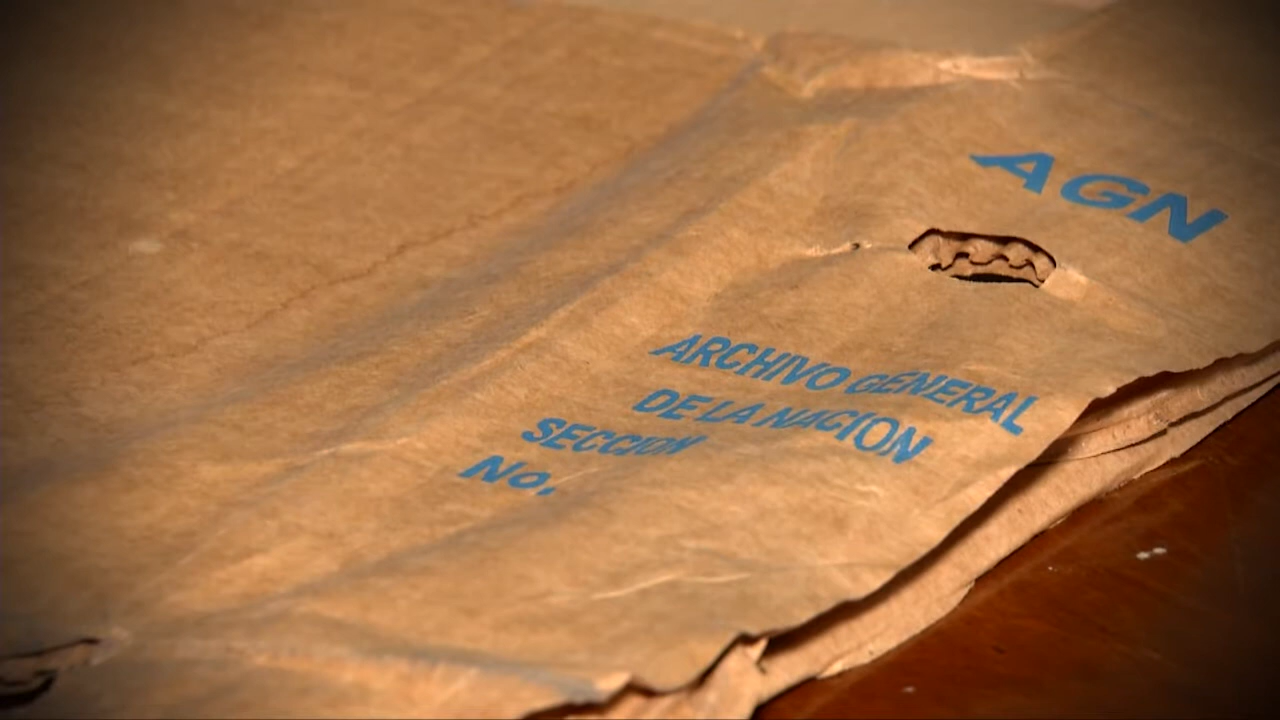 AGN
ARCHIVO GENERAL
DE LA NACION
SECCION
No.